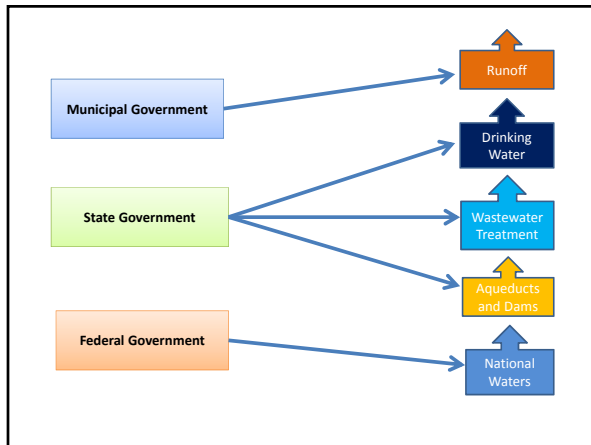 Municipal Government
State Government
Federal Government
Runoff
Drinking
Water
Wastewater
Treatment
Aqueducts
and Dams
National
Waters